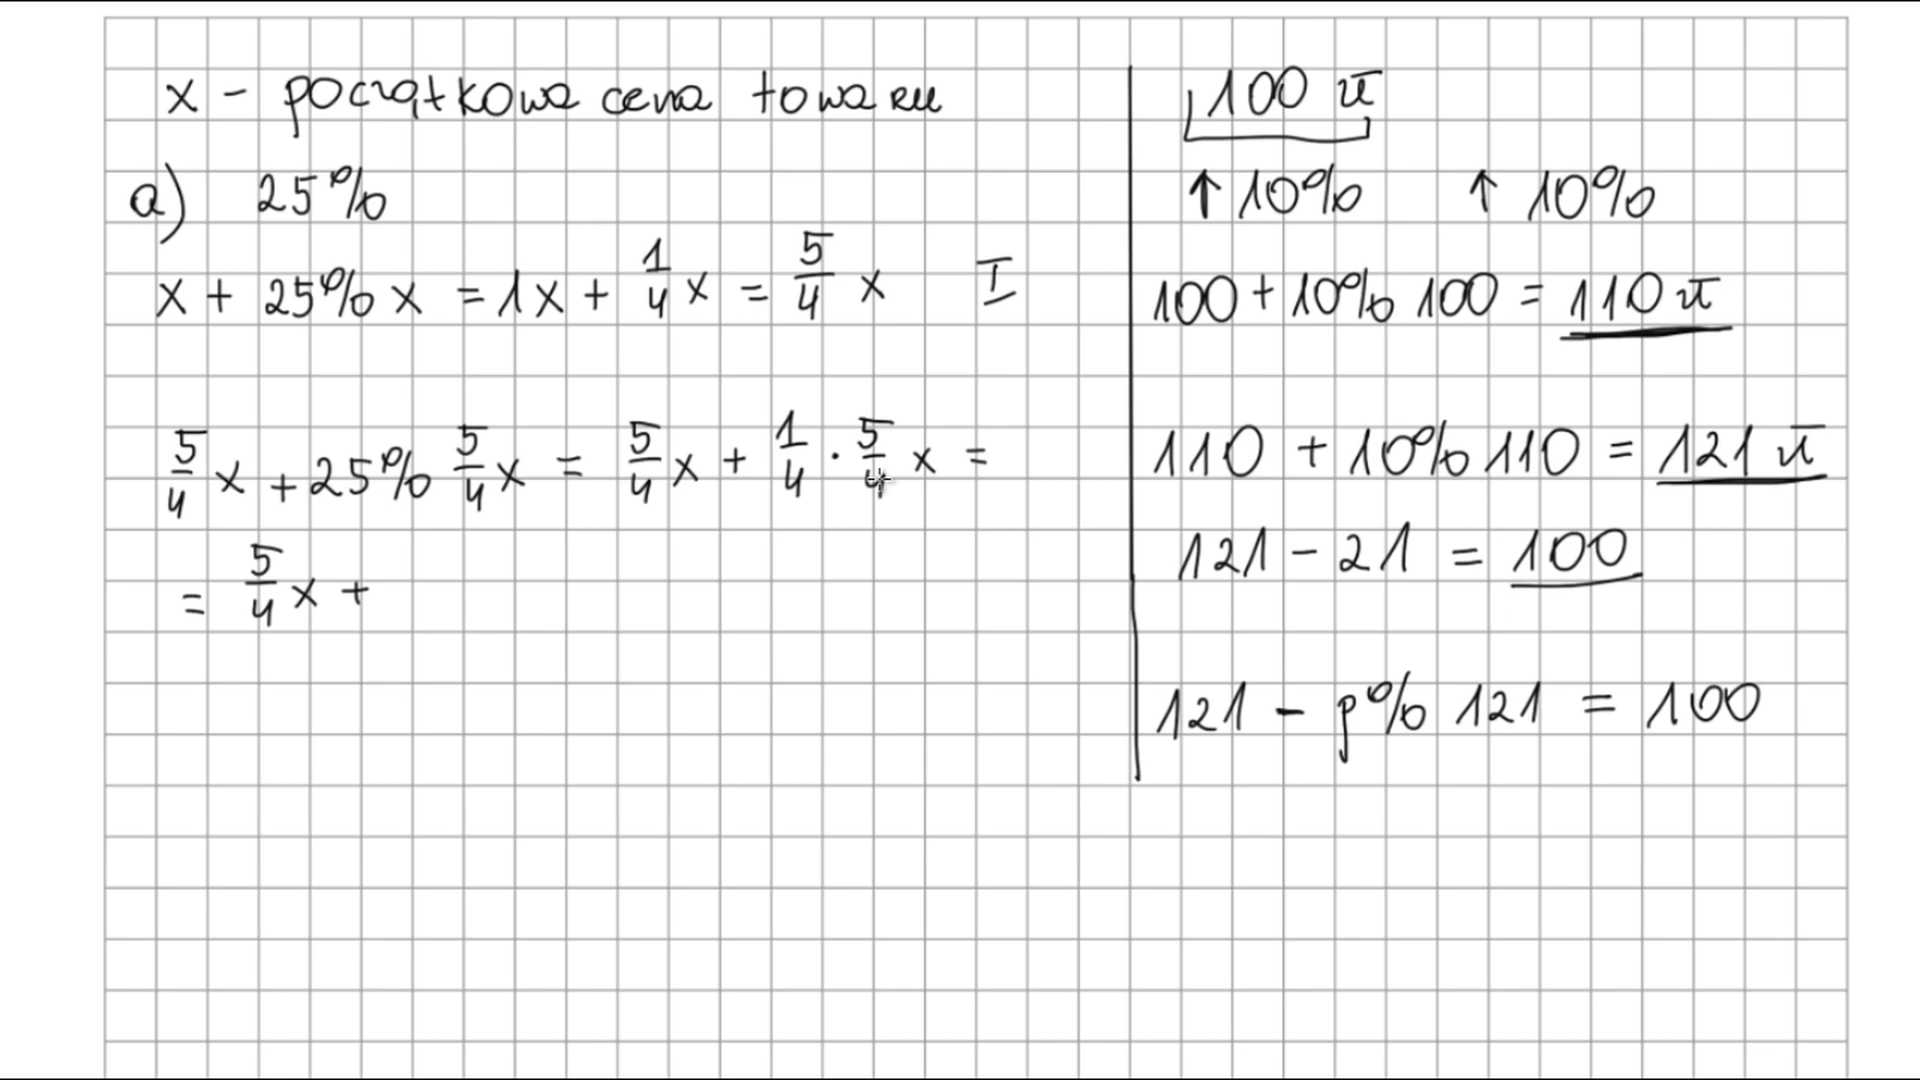 x - początkowa cena towaru
a) 25%
x + 25% x = 1x + 1/4 x = 5/4 x I
5/4 x + 25% 5/4 x = 5/4 x + 1/4 · 5/4 x =
= 5/4 x +
100 zł
↑ 10% ↑ 10%
100 + 10% 100 = 110 zł
110 + 10% 110 = 121 zł
121 - 21 = 100
121 - p% 121 = 100